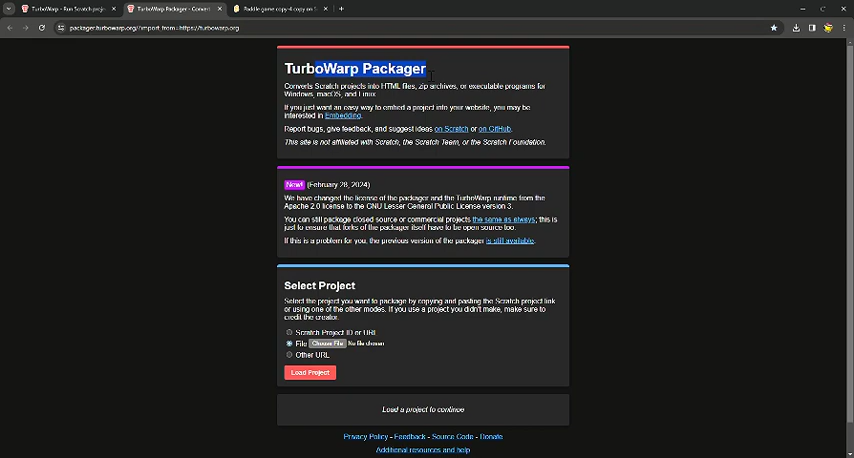 TurboWarp - Run Scratch proje
TurboWarp Packager - Convert
Paddle game copy-4 copy on S
packager.turbowarp.org/?import_from=https://turbowarp.org
TurboWarp Packager
Converts Scratch projects into HTML files, zip archives, or executable programs for
Windows, macOS, and Linux.
If you just want an easy way to embed a project into your website, you may be
interested in Embedding.
Report bugs, give feedback, and suggest ideas on Scratch or on GitHub.
This site is not affiliated with Scratch, the Scratch Team, or the Scratch Foundation.
New! (February 28, 2024)
We have changed the license of the packager and the TurboWarp runtime from the
Apache 2.0 license to the GNU Lesser General Public License version 3.
You can still package closed source or commercial projects the same as always; this is
just to ensure that forks of the packager itself have to be open source too.
If this is a problem for you, the previous version of the packager is still available.
Select Project
Select the project you want to package by copying and pasting the Scratch project link
or using one of the other modes. If you use a project you didn't make, make sure to
credit the creator.
Scratch Project ID or URL
File Choose File No file chosen
Other URL
Load Project
Load a project to continue
Privacy Policy - Feedback - Source Code - Donate
Additional resources and help